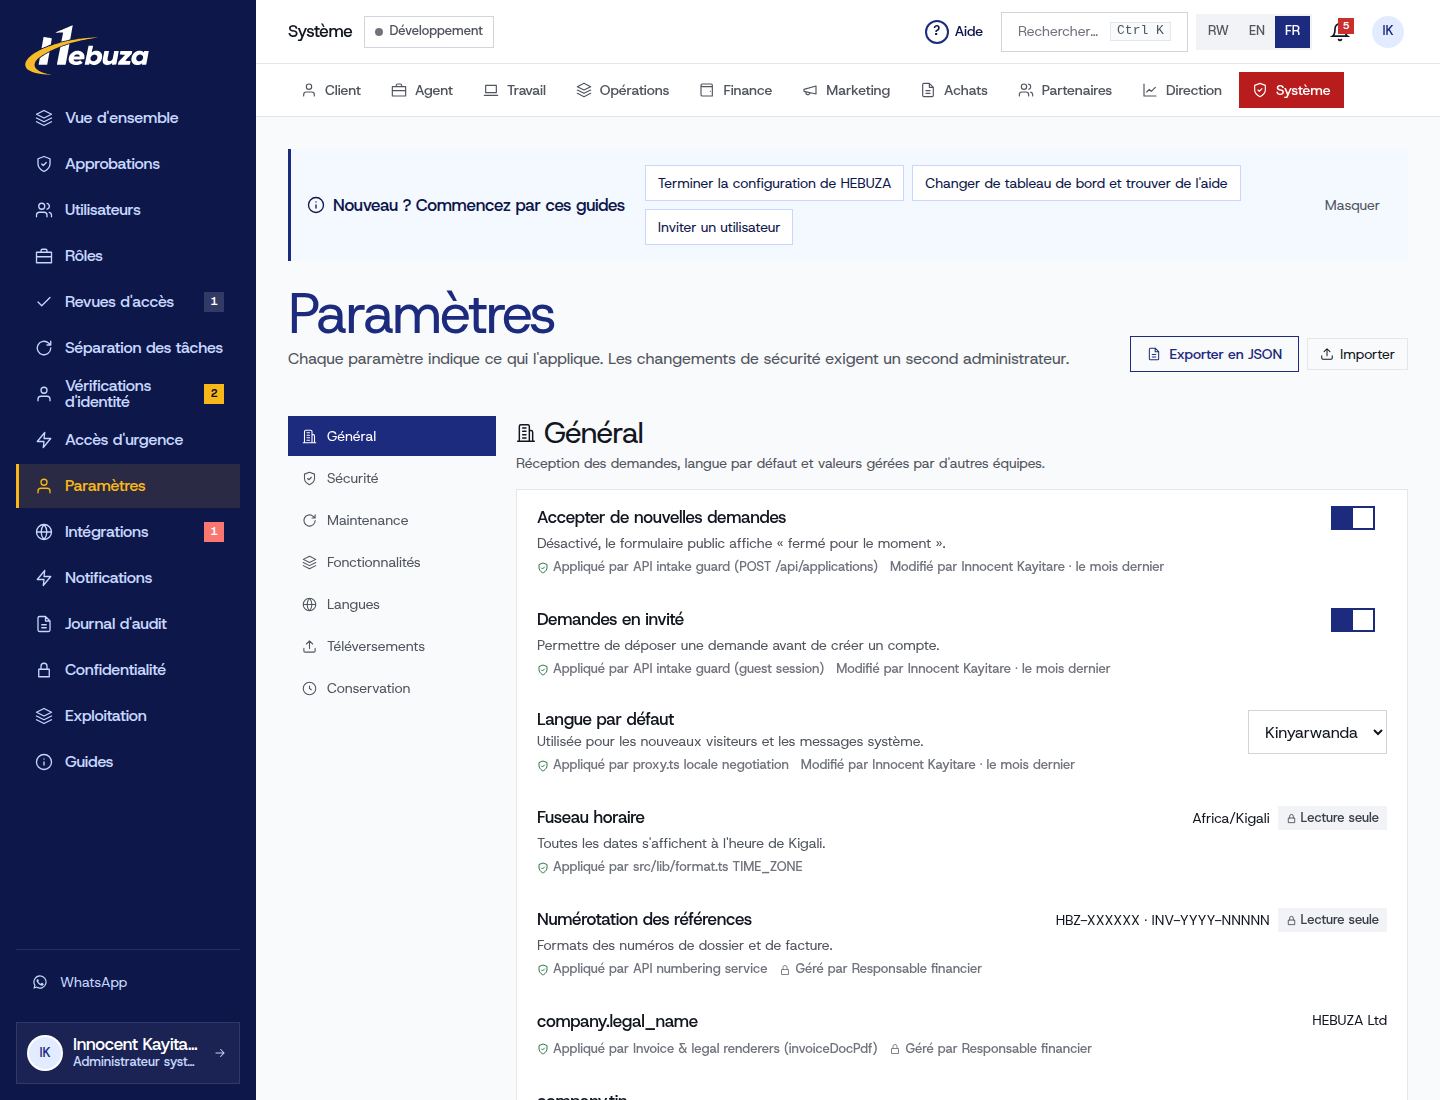 Hebuza
Vue d'ensemble
Approbations
Utilisateurs
Rôles
Revues d'accès 1
Séparation des tâches
Vérifications
d'identité 2
Accès d'urgence
Paramètres
Intégrations 1
Notifications
Journal d'audit
Confidentialité
Exploitation
Guides
WhatsApp
IK Innocent Kayita...
Administrateur syst...
Système Développement
? Aide Rechercher... Ctrl K RW EN FR 5 IK
Client Agent Travail Opérations Finance Marketing Achats Partenaires Direction Système
Nouveau ? Commencez par ces guides
Terminer la configuration de HEBUZA Changer de tableau de bord et trouver de l'aide
Inviter un utilisateur
Masquer
Paramètres
Chaque paramètre indique ce qui l'applique. Les changements de sécurité exigent un second administrateur.
Exporter en JSON Importer
Général
Sécurité
Maintenance
Fonctionnalités
Langues
Téléversements
Conservation
Général
Réception des demandes, langue par défaut et valeurs gérées par d'autres équipes.
Accepter de nouvelles demandes
Désactivé, le formulaire public affiche « fermé pour le moment ».
Appliqué par API intake guard (POST /api/applications) Modifié par Innocent Kayitare · le mois dernier
Demandes en invité
Permettre de déposer une demande avant de créer un compte.
Appliqué par API intake guard (guest session) Modifié par Innocent Kayitare · le mois dernier
Langue par défaut
Utilisée pour les nouveaux visiteurs et les messages système.
Appliqué par proxy.ts locale negotiation Modifié par Innocent Kayitare · le mois dernier
Kinyarwanda
Fuseau horaire
Toutes les dates s'affichent à l'heure de Kigali.
Appliqué par src/lib/format.ts TIME_ZONE
Africa/Kigali Lecture seule
Numérotation des références
Formats des numéros de dossier et de facture.
Appliqué par API numbering service Géré par Responsable financier
HBZ-XXXXXX · INV-YYYY-NNNNN Lecture seule
company.legal_name
Appliqué par Invoice & legal renderers (invoiceDocPdf) Géré par Responsable financier
HEBUZA Ltd